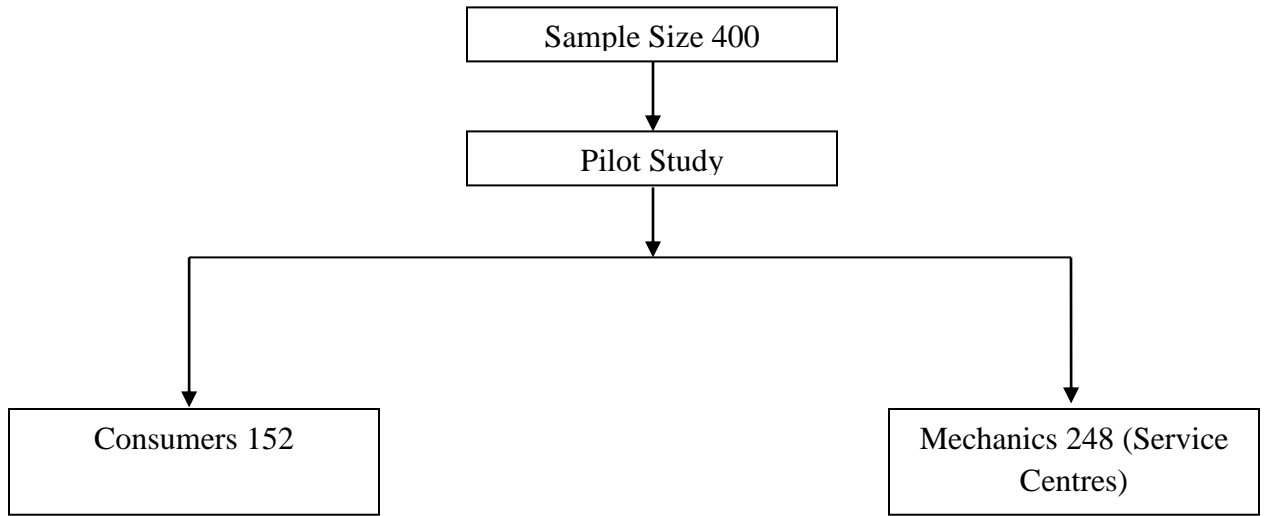 Sample Size 400
Pilot Study
Consumers 152
Mechanics 248 (Service
Centres)